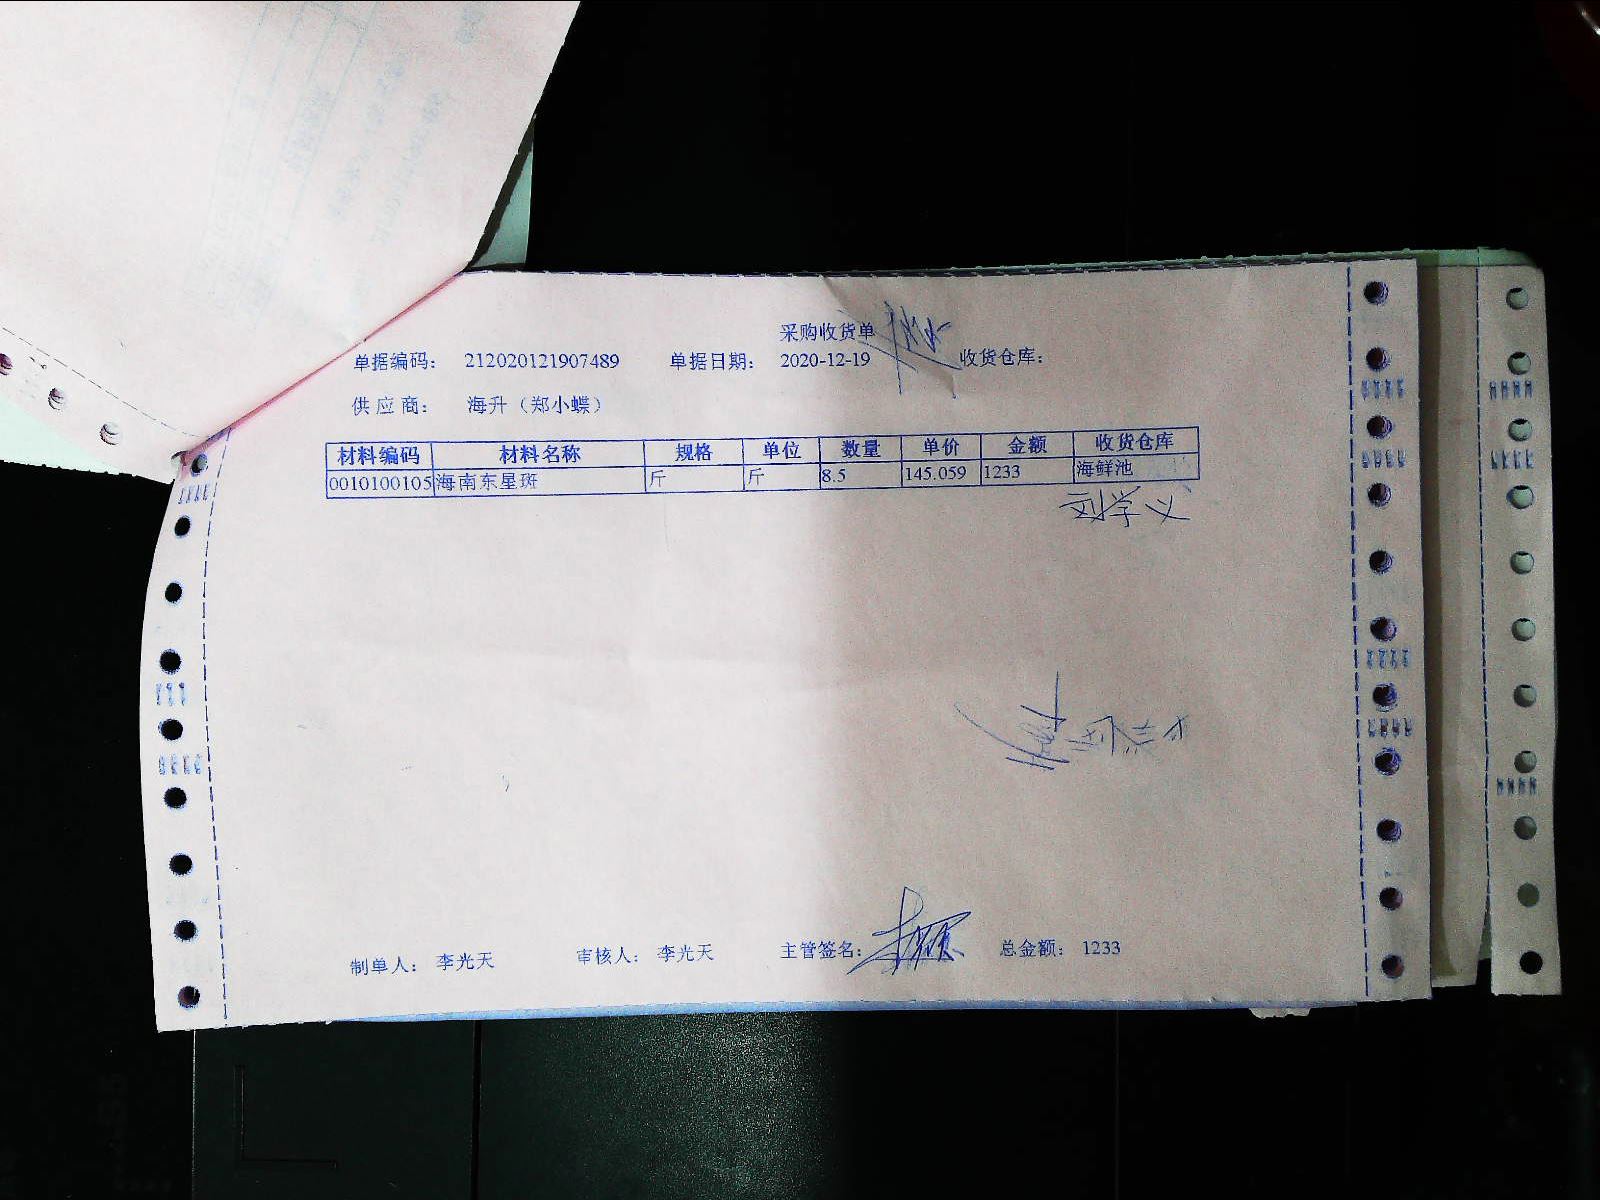 采购收货单
单据编码： 212020121907489 单据日期： 2020-12-19 收货仓库：
供应商： 海升（郑小蝶）
材料编码 材料名称 规格 单位 数量 单价 金额 收货仓库
0010100105 海南东星斑 斤 斤 8.5 145.059 1233 海鲜池
刘学义
制单人： 李光天 审核人： 李光天 主管签名： 总金额： 1233